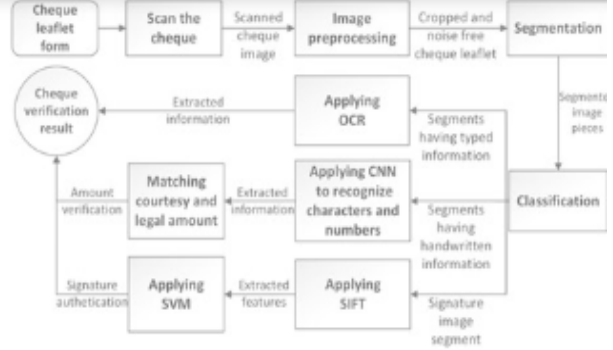 Cheque
leaflet
form
Scan the
cheque
Scanned
cheque
image
Image
preprocessing
Cropped and
noise free
cheque leaflet
Segmentation
Segments
image
pieces
Cheque
verification
result
Extracted
information
Applying
OCR
Segments
having typed
information
Amount
verification
Matching
courtesy and
legal amount
Extracted
information
Applying CNN
to recognize
characters and
numbers
Segments
having
handwritten
information
Classification
Signature
authetication
Applying
SVM
Extracted
features
Applying
SIFT
Signature
image
segment